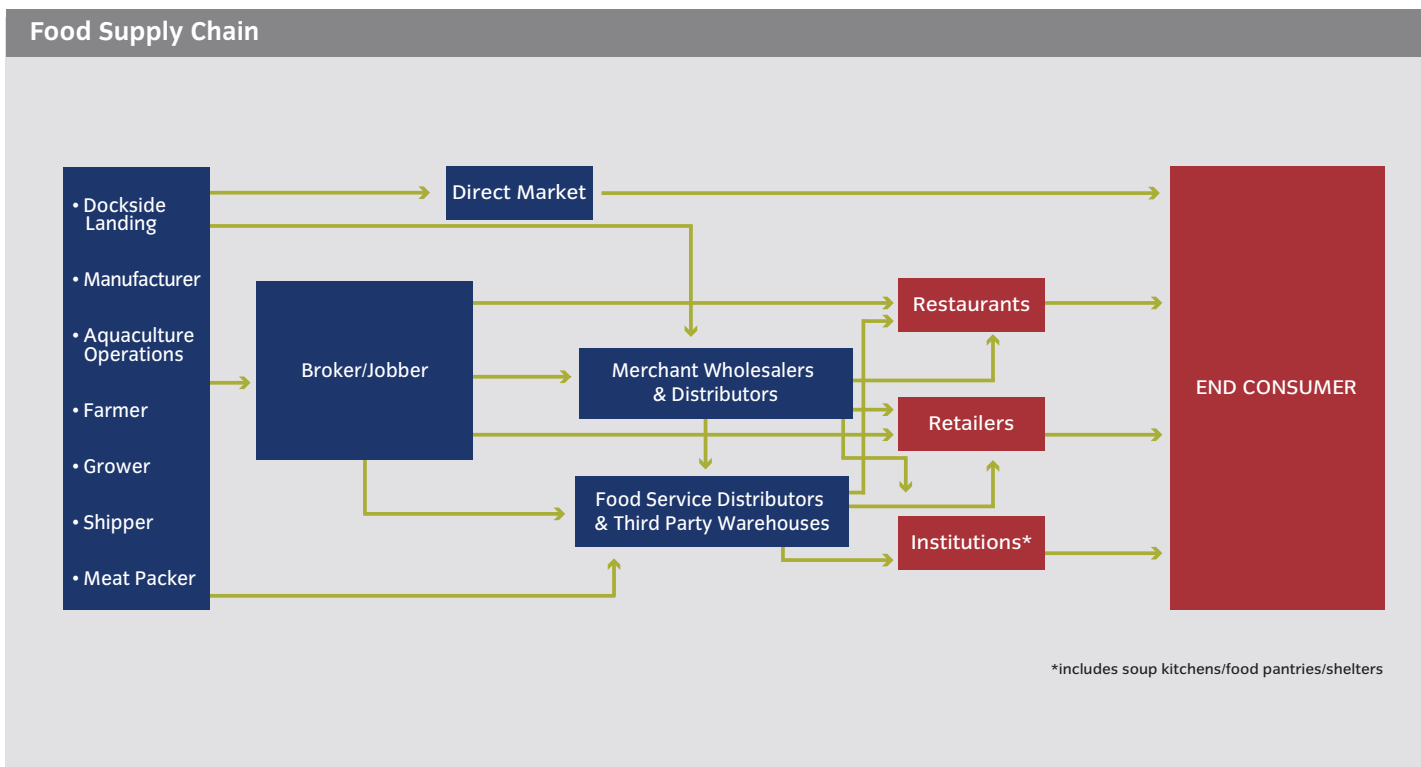 Food Supply Chain
• Dockside
Landing
• Manufacturer
• Aquaculture
Operations
• Farmer
• Grower
• Shipper
• Meat Packer
Direct Market
Broker/Jobber
Merchant Wholesalers
& Distributors
Food Service Distributors
& Third Party Warehouses
Restaurants
Retailers
Institutions*
END CONSUMER
*includes soup kitchens/food pantries/shelters